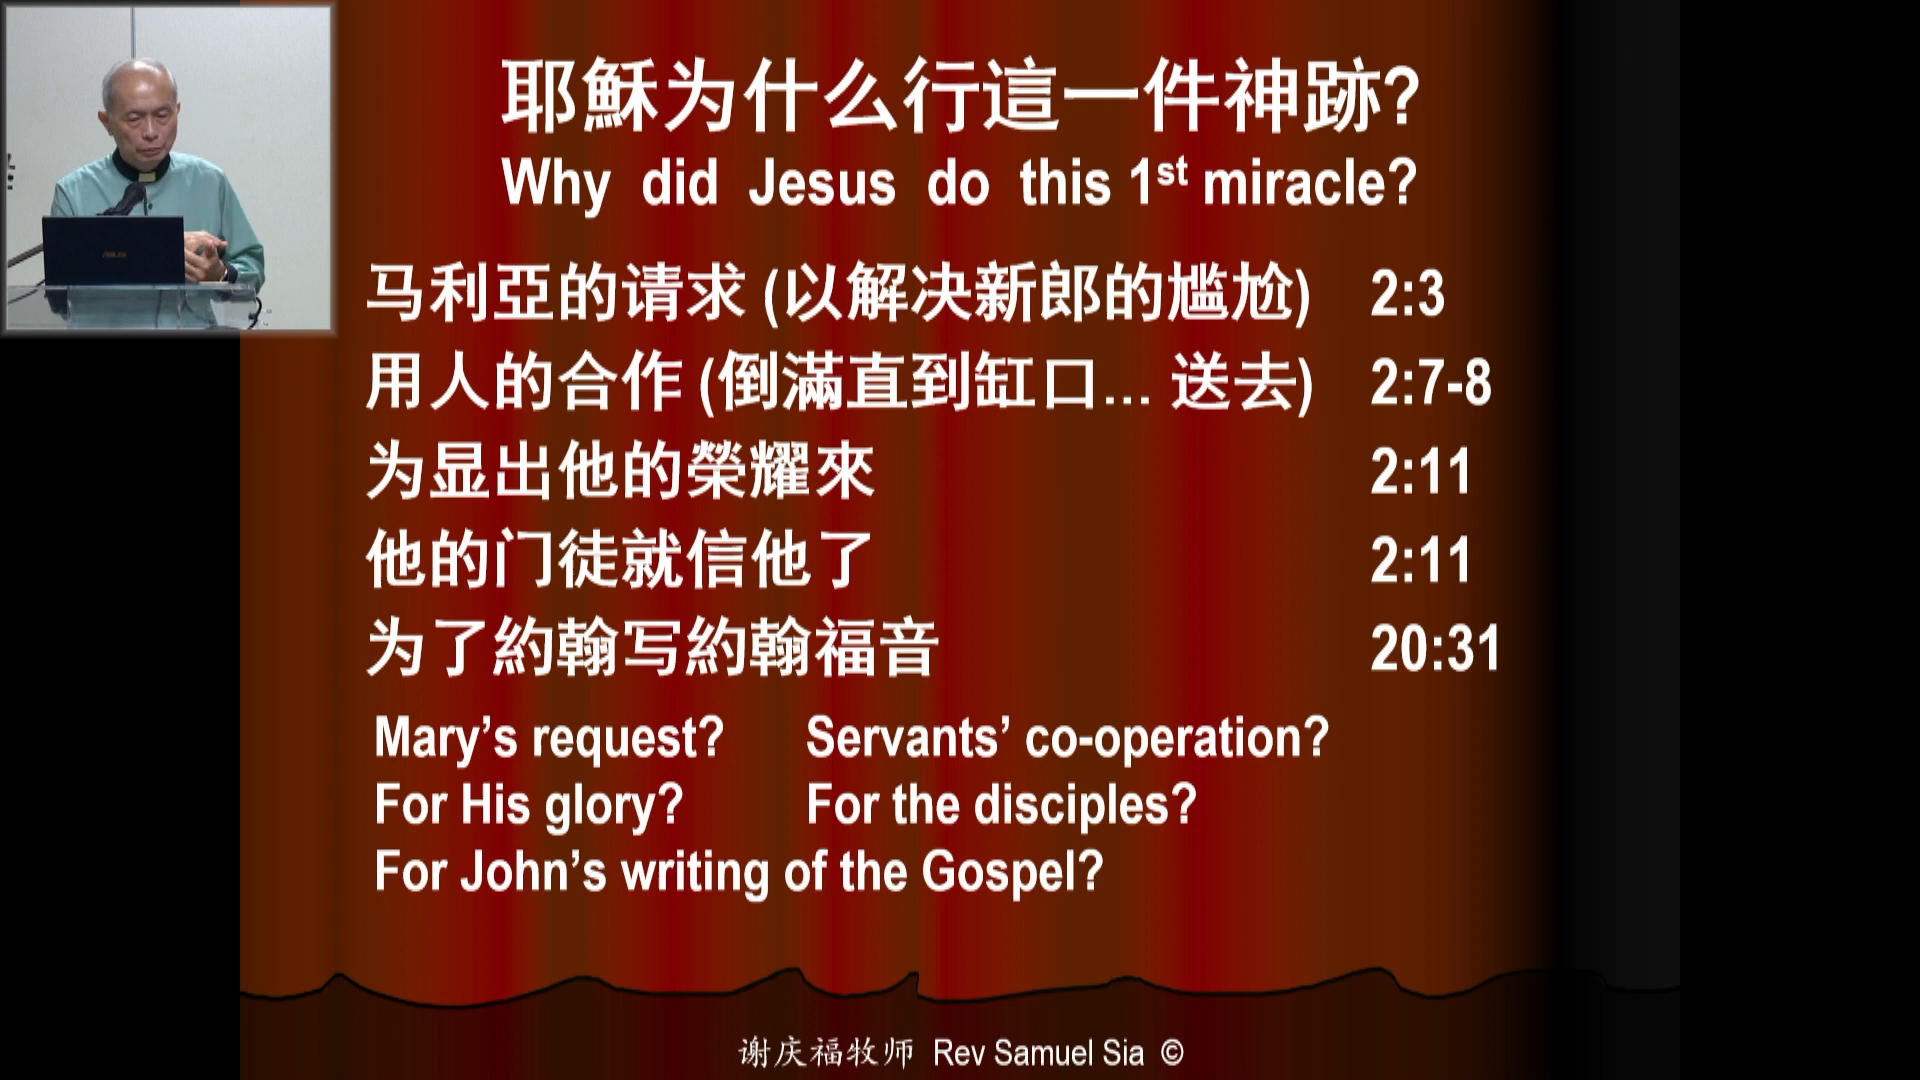 耶穌为什么行這一件神跡?
Why did Jesus do this 1st miracle?
马利亞的请求 (以解决新郎的尴尬) 2:3
用人的合作 (倒滿直到缸口... 送去) 2:7-8
为显出他的榮耀來 2:11
他的门徒就信他了 2:11
为了約翰写約翰福音 20:31
Mary’s request? Servants’ co-operation?
For His glory? For the disciples?
For John’s writing of the Gospel?
谢庆福牧师 Rev Samuel Sia ©
ASUS